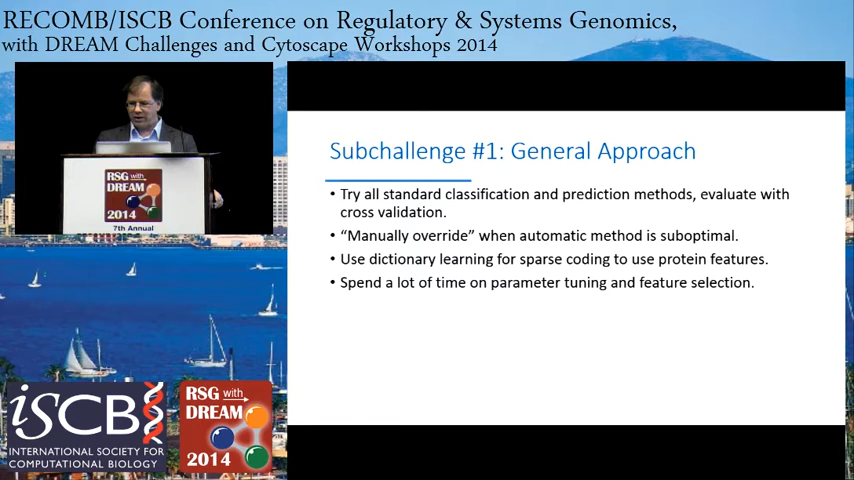 RECOMB/ISCB Conference on Regulatory & Systems Genomics,
with DREAM Challenges and Cytoscape Workshops 2014
RSG with
DREAM
2014
7th Annual
Subchallenge #1: General Approach
• Try all standard classification and prediction methods, evaluate with
cross validation.
• “Manually override” when automatic method is suboptimal.
• Use dictionary learning for sparse coding to use protein features.
• Spend a lot of time on parameter tuning and feature selection.
iSCB
INTERNATIONAL SOCIETY FOR
COMPUTATIONAL BIOLOGY
RSG with
DREAM
2014